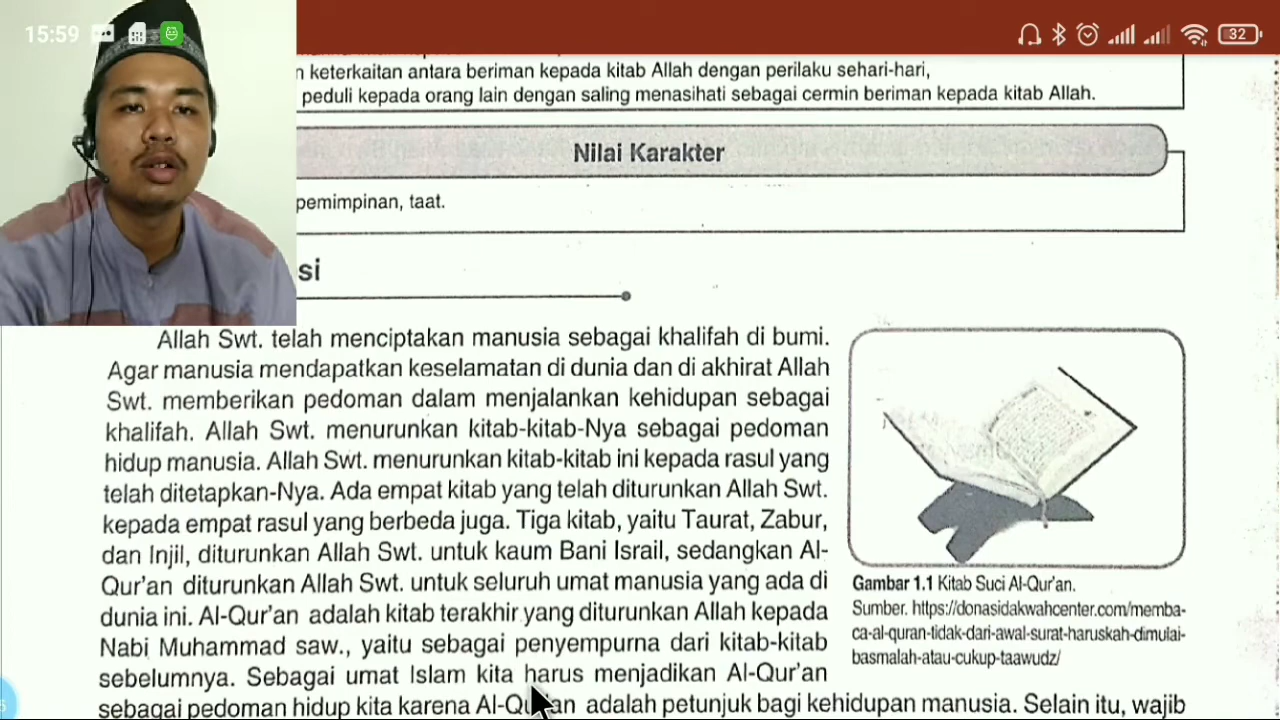 15:59
32
n keterkaitan antara beriman kepada kitab Allah dengan perilaku sehari-hari,
peduli kepada orang lain dengan saling menasihati sebagai cermin beriman kepada kitab Allah.
Nilai Karakter
pemimpinan, taat.
si
Allah Swt. telah menciptakan manusia sebagai khalifah di bumi.
Agar manusia mendapatkan keselamatan di dunia dan di akhirat Allah
Swt. memberikan pedoman dalam menjalankan kehidupan sebagai
khalifah. Allah Swt. menurunkan kitab-kitab-Nya sebagai pedoman
hidup manusia. Allah Swt. menurunkan kitab-kitab ini kepada rasul yang
telah ditetapkan-Nya. Ada empat kitab yang telah diturunkan Allah Swt.
kepada empat rasul yang berbeda juga. Tiga kitab, yaitu Taurat, Zabur,
dan Injil, diturunkan Allah Swt. untuk kaum Bani Israil, sedangkan Al-
Qur'an diturunkan Allah Swt. untuk seluruh umat manusia yang ada di
dunia ini. Al-Qur'an adalah kitab terakhir yang diturunkan Allah kepada
Nabi Muhammad saw., yaitu sebagai penyempurna dari kitab-kitab
sebelumnya. Sebagai umat Islam kita harus menjadikan Al-Qur'an
sebagai pedoman hidup kita karena Al-Qur'an adalah petunjuk bagi kehidupan manusia. Selain itu, wajib
Gambar 1.1 Kitab Suci Al-Qur'an.
Sumber. https://donasidakwahcenter.com/memba-
ca-al-quran-tidak-dari-awal-surat-haruskah-dimulai-
basmalah-atau-cukup-taawudz/